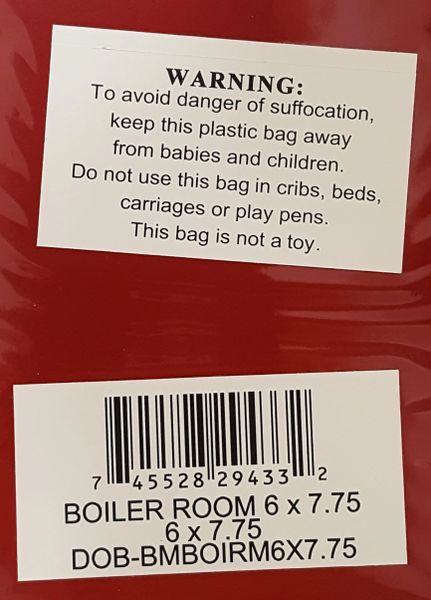 WARNING:
To avoid danger of suffocation,
keep this plastic bag away
from babies and children.
Do not use this bag in cribs, beds,
carriages or play pens.
This bag is not a toy.
7 45528 29433 2
BOILER ROOM 6 x 7.75
6 x 7.75
DOB-BMBOIRM6X7.75